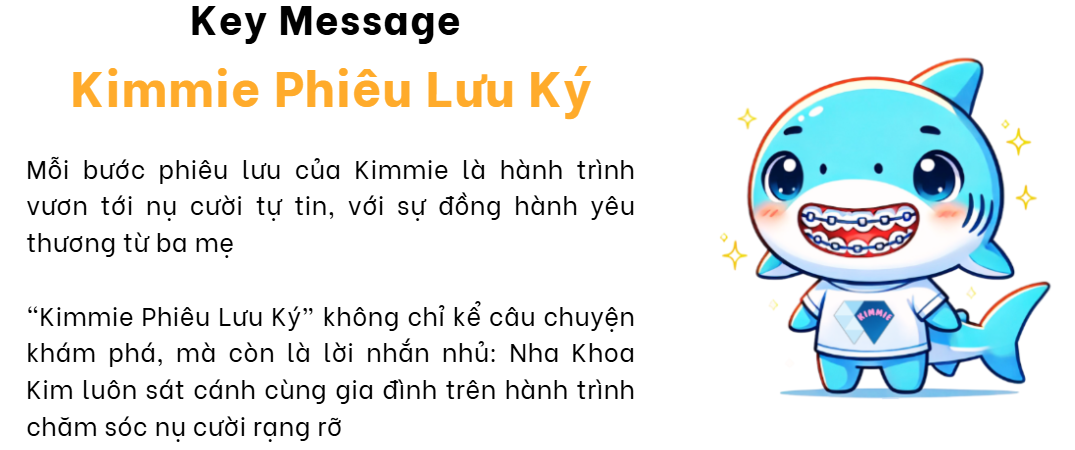 Key Message
Kimmie Phiêu Lưu Ký
Mỗi bước phiêu lưu của Kimmie là hành trình
vươn tới nụ cười tự tin, với sự đồng hành yêu
thương từ ba mẹ
“Kimmie Phiêu Lưu Ký” không chỉ kể câu chuyện
khám phá, mà còn là lời nhắn nhủ: Nha Khoa
Kim luôn sát cánh cùng gia đình trên hành trình
chăm sóc nụ cười rạng rỡ
KIMMIE